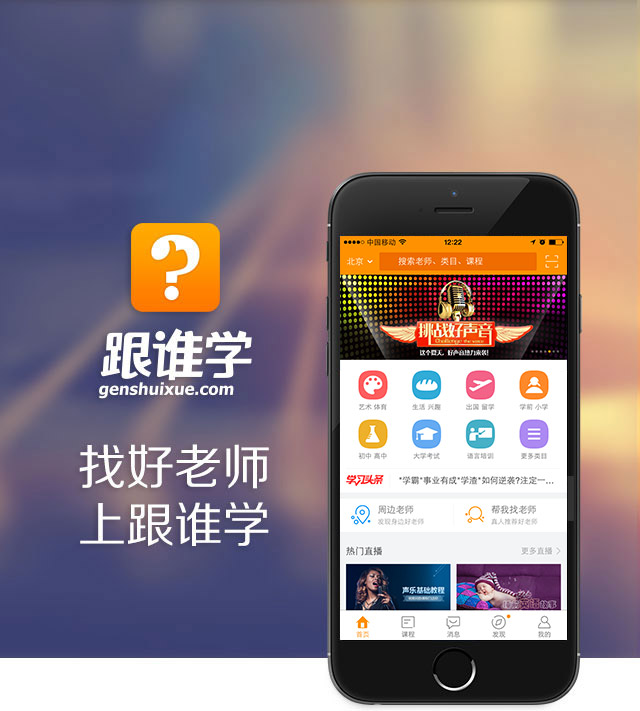 跟谁学
genshuixue.com
找好老师
上跟谁学
中国移动
12:22
北京
搜索老师、类目、课程
挑战好声音
Challenge the voice
这个夏天，好声音热力来袭!
艺术 体育
生活 兴趣
出国 留学
学前 小学
初中 高中
大学考试
语言培训
更多类目
学习头条
*学霸*事业有成*学渣*如何逆袭?注定一...
周边老师
发现身边好老师
帮我找老师
真人推荐好老师
热门直播
更多直播
声乐基础教程
首页
课程
消息
发现
我的